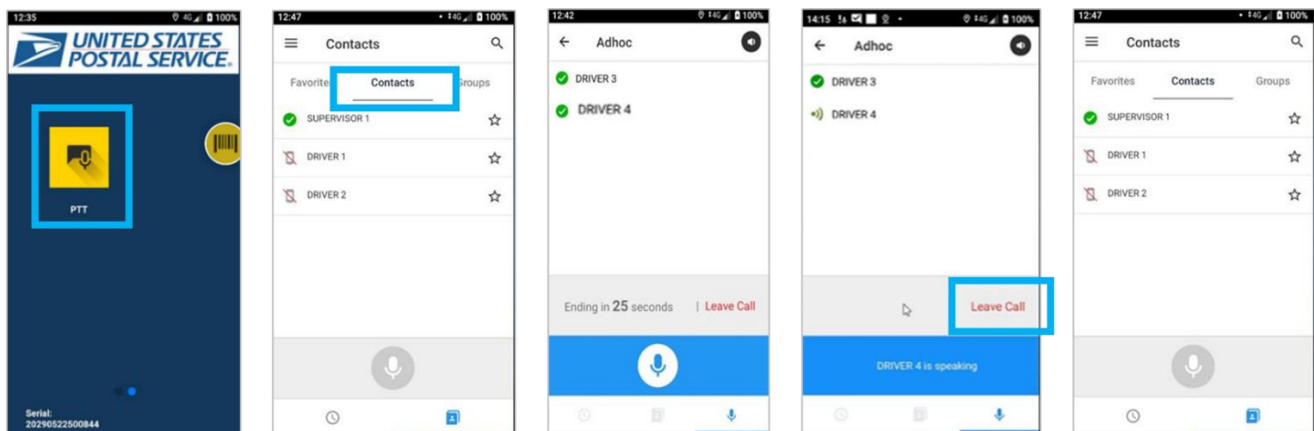 12:35 4G 100%
UNITED STATES
POSTAL SERVICE®
PTT
Serial:
20290522500844
12:47 4G 100%
Contacts
Favorites Contacts Groups
SUPERVISOR 1
DRIVER 1
DRIVER 2
12:42 4G 100%
Adhoc
DRIVER 3
DRIVER 4
Ending in 25 seconds | Leave Call
14:15 4G 100%
Adhoc
DRIVER 3
DRIVER 4
Leave Call
DRIVER 4 is speaking
12:47 4G 100%
Contacts
Favorites Contacts Groups
SUPERVISOR 1
DRIVER 1
DRIVER 2